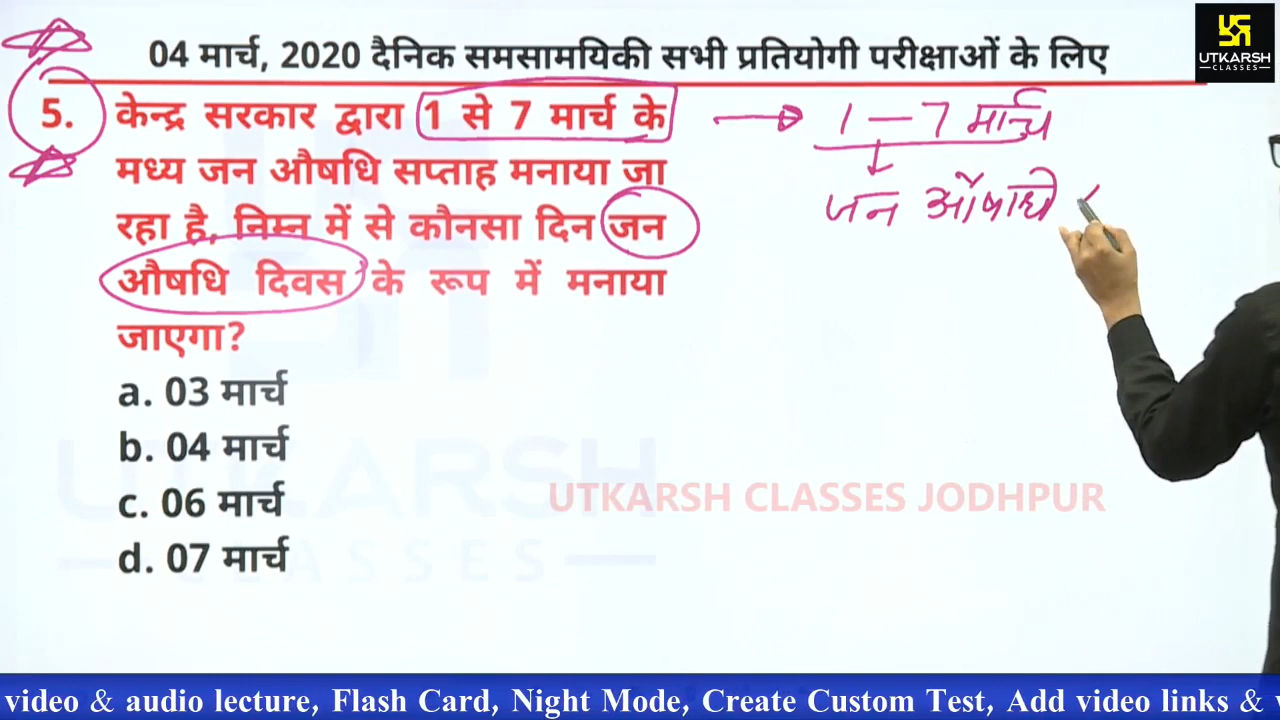 04 मार्च, 2020 दैनिक समसामयिकी सभी प्रतियोगी परीक्षाओं के लिए
UTKARSH
CLASSES
5. केन्द्र सरकार द्वारा 1 से 7 मार्च के
मध्य जन औषधि सप्ताह मनाया जा
रहा है, निम्न में से कौनसा दिन जन
औषधि दिवस के रूप में मनाया
जाएगा?
a. 03 मार्च
b. 04 मार्च
c. 06 मार्च
d. 07 मार्च
1 — 7 मार्च
जन औषधि
UTKARSH CLASSES JODHPUR
UTKARSH
CLASSES
video & audio lecture, Flash Card, Night Mode, Create Custom Test, Add video links &